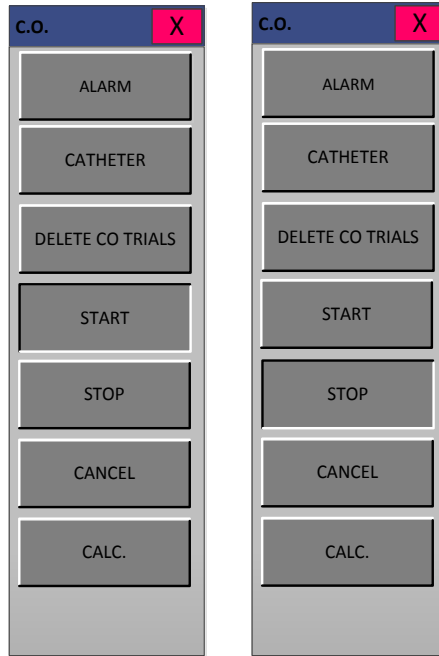 C.O. X
ALARM
CATHETER
DELETE CO TRIALS
START
STOP
CANCEL
CALC.
C.O. X
ALARM
CATHETER
DELETE CO TRIALS
START
STOP
CANCEL
CALC.